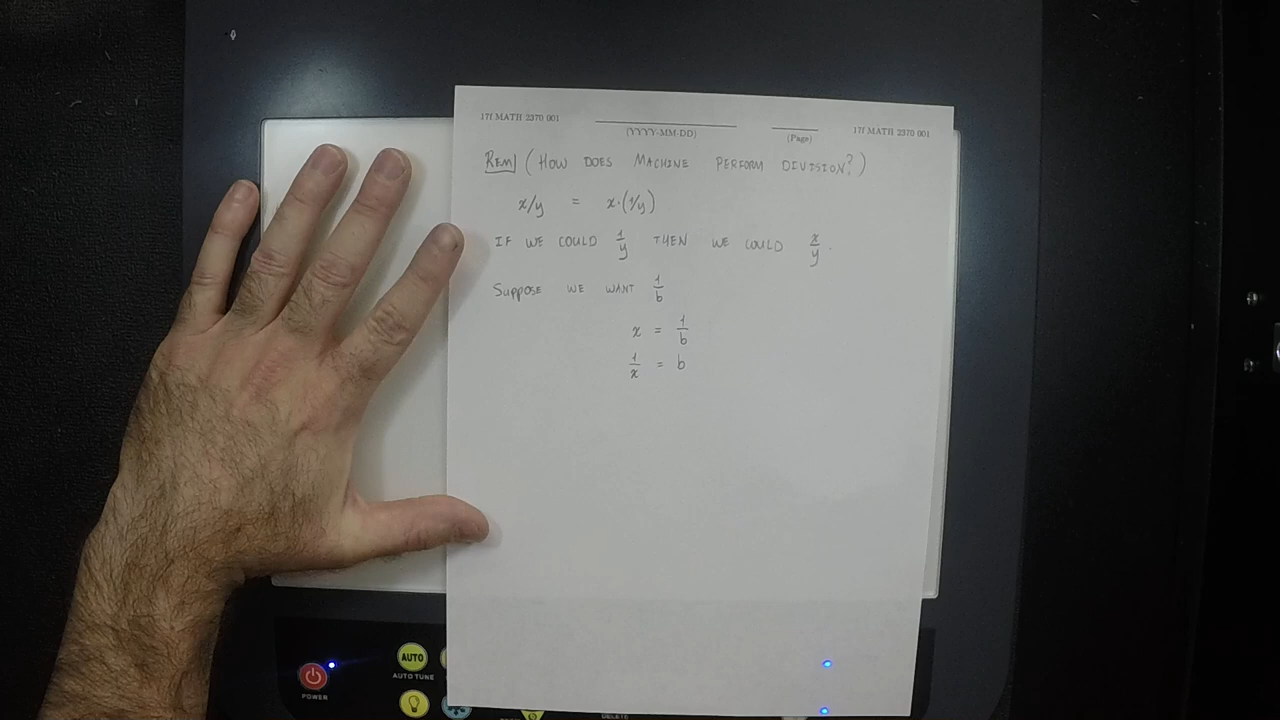 17f MATH 2370 001
(YYYY-MM-DD)
(Page)
17f MATH 2370 001
REM (HOW DOES MACHINE PERFORM DIVISION?)
x/y = x·(1/y)
IF WE COULD 1/y THEN WE COULD x/y.
SUPPOSE WE WANT 1/b
x = 1/b
1/x = b
AUTO
AUTO TUNE
POWER